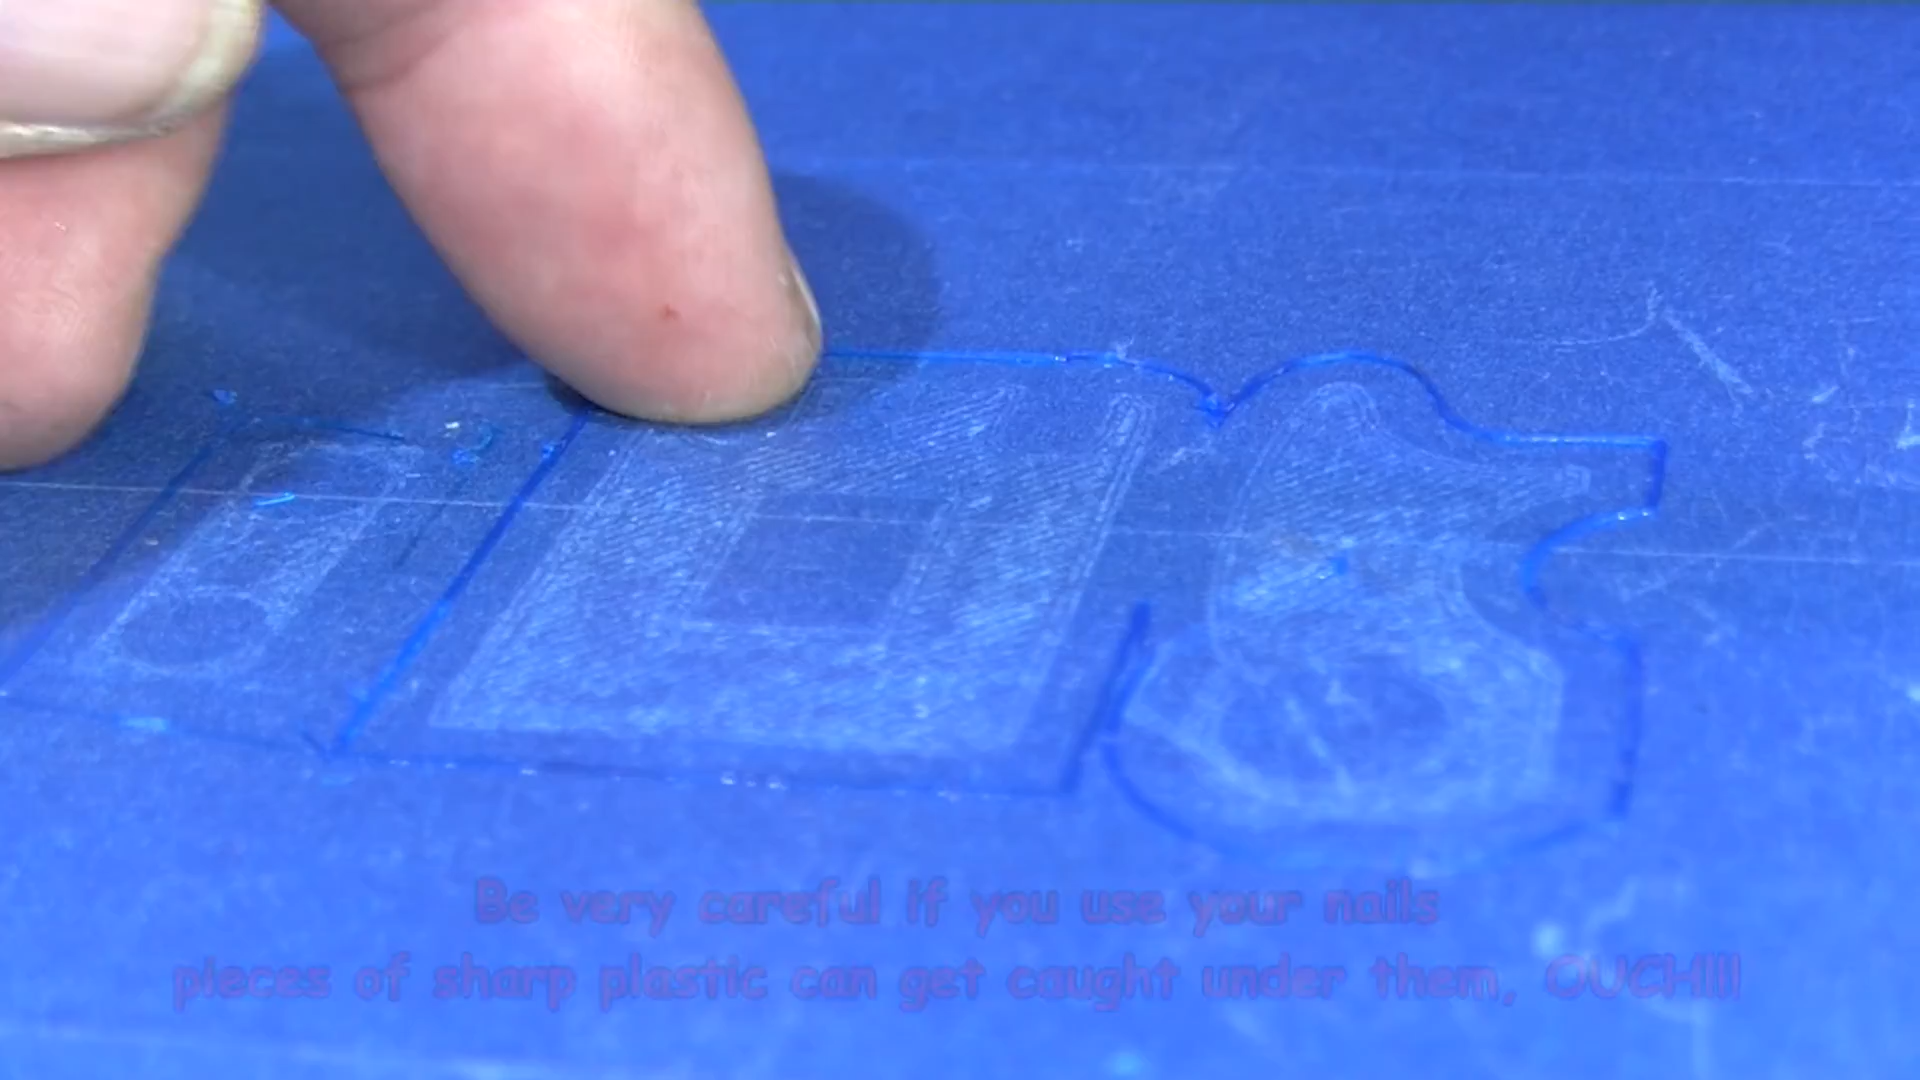 Be very careful if you use your nails
pieces of sharp plastic can get caught under them, OUCH!!!